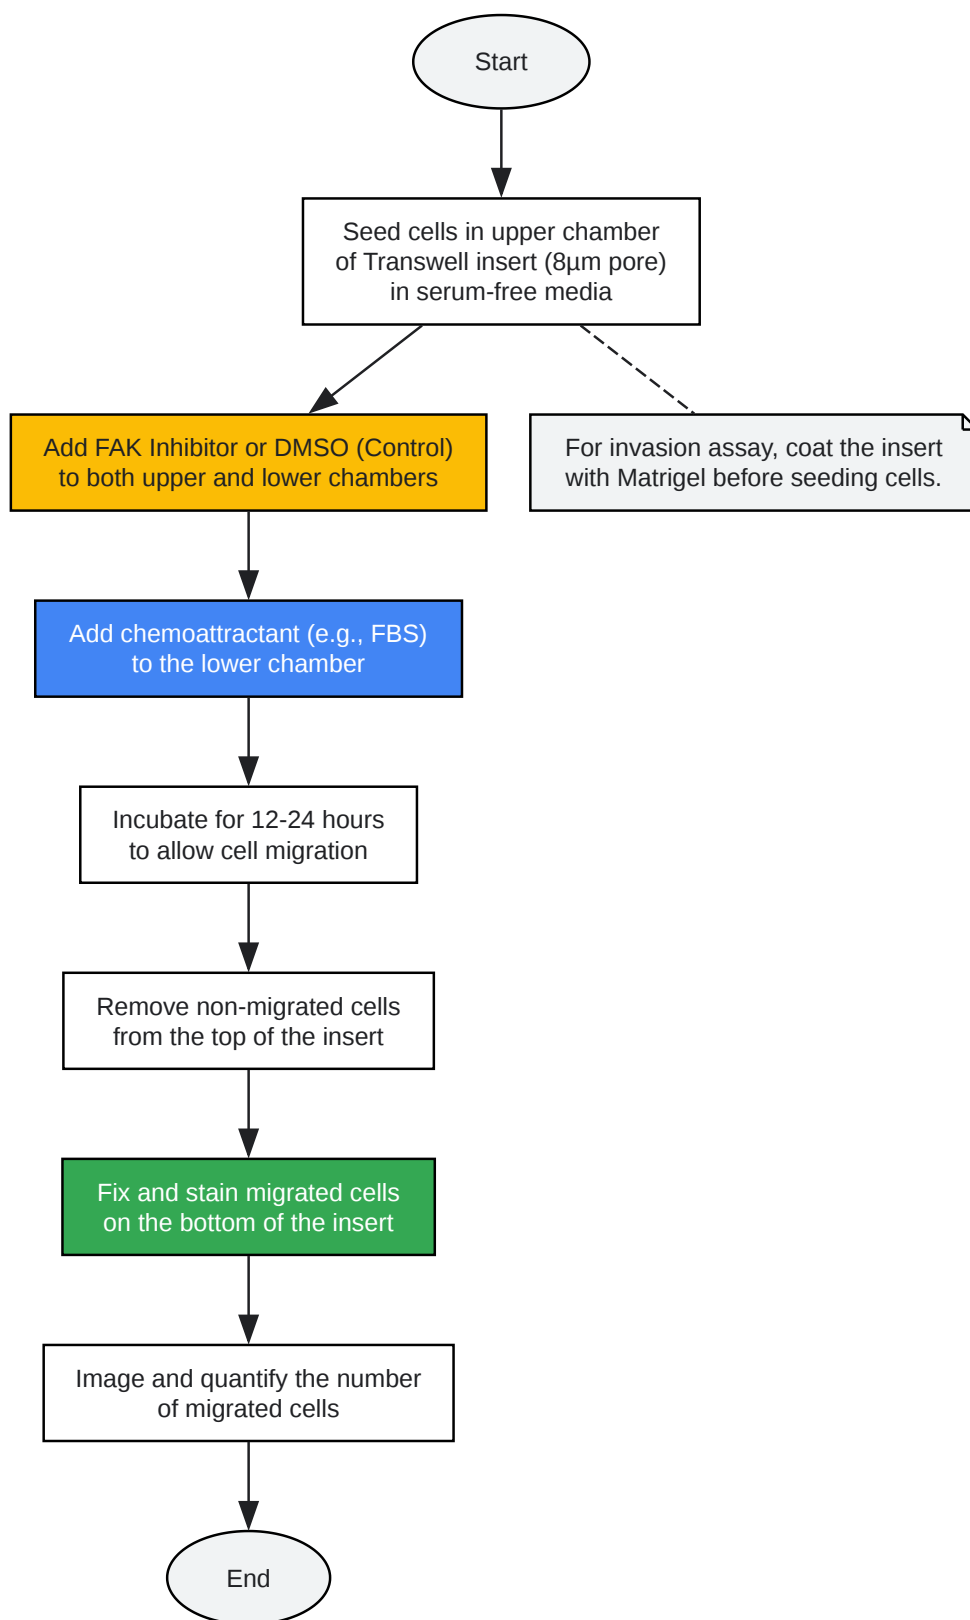 Start
Seed cells in upper chamber
of Transwell insert (8µm pore)
in serum-free media
Add FAK Inhibitor or DMSO (Control)
to both upper and lower chambers
For invasion assay, coat the insert
with Matrigel before seeding cells.
Add chemoattractant (e.g., FBS)
to the lower chamber
Incubate for 12-24 hours
to allow cell migration
Remove non-migrated cells
from the top of the insert
Fix and stain migrated cells
on the bottom of the insert
Image and quantify the number
of migrated cells
End